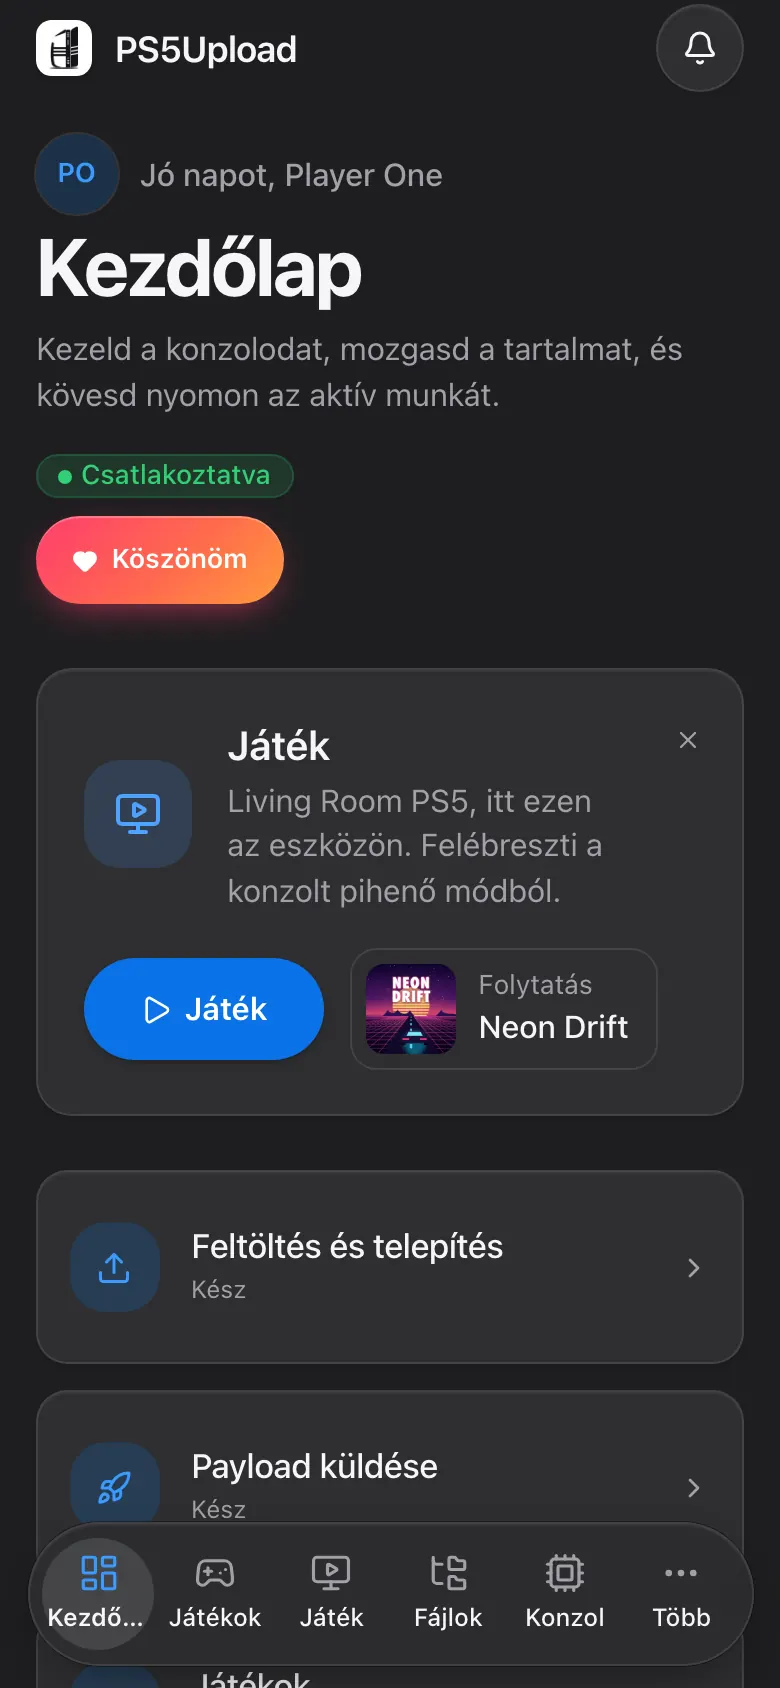 PS5Upload
PO
Jó napot, Player One
Kezdőlap
Kezeld a konzolodat, mozgasd a tartalmat, és
kövesd nyomon az aktív munkát.
Csatlakoztatva
Köszönöm
Játék
Living Room PS5, itt ezen
az eszközön. Felébreszti a
konzolt pihenő módból.
Játék
NEON
DRIFT
Folytatás
Neon Drift
Feltöltés és telepítés
Kész
Payload küldése
Kész
Kezdő...
Játékok
Játék
Fájlok
Konzol
Több
Játékok